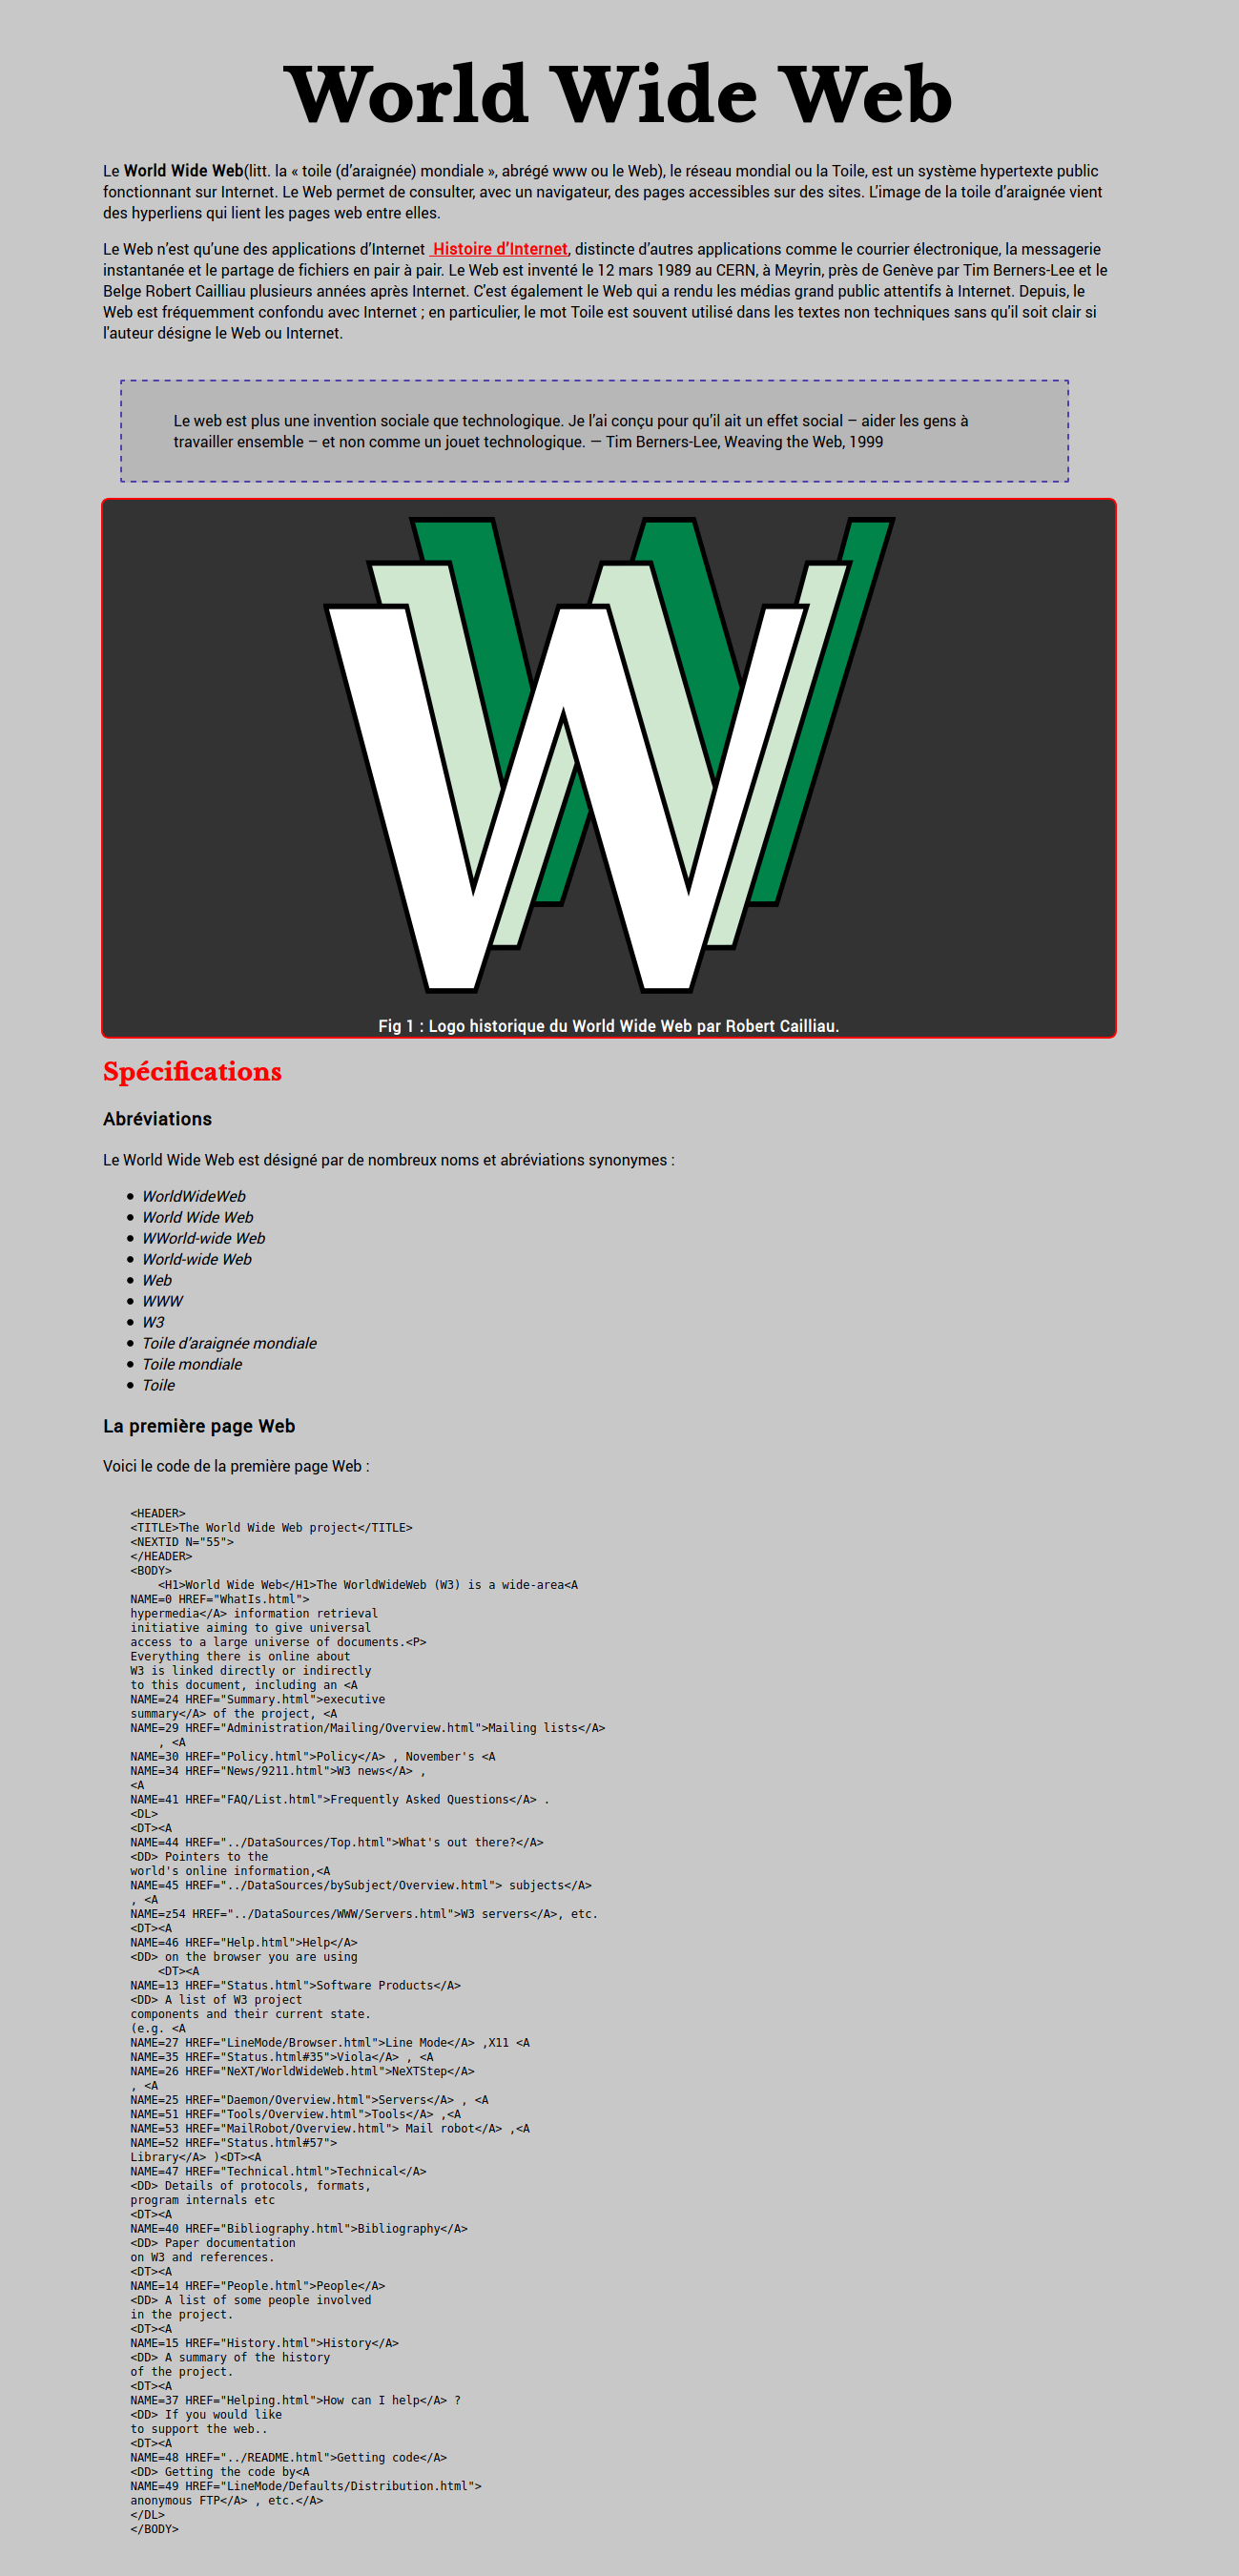 World Wide Web
Le World Wide Web(litt. la « toile (d’araignée) mondiale », abrégé www ou le Web), le réseau mondial ou la Toile, est un système hypertexte public
fonctionnant sur Internet. Le Web permet de consulter, avec un navigateur, des pages accessibles sur des sites. L’image de la toile d’araignée vient
des hyperliens qui lient les pages web entre elles.
Le Web n’est qu’une des applications d’Internet  Histoire d’Internet, distincte d’autres applications comme le courrier électronique, la messagerie
instantanée et le partage de fichiers en pair à pair. Le Web est inventé le 12 mars 1989 au CERN, à Meyrin, près de Genève par Tim Berners-Lee et le
Belge Robert Cailliau plusieurs années après Internet. C'est également le Web qui a rendu les médias grand public attentifs à Internet. Depuis, le
Web est fréquemment confondu avec Internet ; en particulier, le mot Toile est souvent utilisé dans les textes non techniques sans qu'il soit clair si
l'auteur désigne le Web ou Internet.
Le web est plus une invention sociale que technologique. Je l’ai conçu pour qu’il ait un effet social – aider les gens à
travailler ensemble – et non comme un jouet technologique. — Tim Berners-Lee, Weaving the Web, 1999
W
Fig 1 : Logo historique du World Wide Web par Robert Cailliau.
Spécifications
Abréviations
Le World Wide Web est désigné par de nombreux noms et abréviations synonymes :
• WorldWideWeb
• World Wide Web
• WWorld-wide Web
• World-wide Web
• Web
• WWW
• W3
• Toile d’araignée mondiale
• Toile mondiale
• Toile
La première page Web
Voici le code de la première page Web :
<HEADER>
<TITLE>The World Wide Web project</TITLE>
<NEXTID N="55">
</HEADER>
<BODY>
<H1>World Wide Web</H1>The WorldWideWeb (W3) is a wide-area<A
NAME=0 HREF="WhatIs.html">
hypermedia</A> information retrieval
initiative aiming to give universal
access to a large universe of documents.<P>
Everything there is online about
W3 is linked directly or indirectly
to this document, including an <A
NAME=24 HREF="Summary.html">executive
summary</A> of the project, <A
NAME=29 HREF="Administration/Mailing/Overview.html">Mailing lists</A>
, <A
NAME=30 HREF="Policy.html">Policy</A> , November's <A
NAME=34 HREF="News/9211.html">W3 news</A> ,
<A
NAME=41 HREF="FAQ/List.html">Frequently Asked Questions</A> .
<DL>
<DT><A
NAME=44 HREF="../DataSources/Top.html">What's out there?</A>
<DD> Pointers to the
world's online information,<A
NAME=45 HREF="../DataSources/bySubject/Overview.html"> subjects</A>
, <A
NAME=z54 HREF="../DataSources/WWW/Servers.html">W3 servers</A>, etc.
<DT><A
NAME=46 HREF="Help.html">Help</A>
<DD> on the browser you are using
<DT><A
NAME=13 HREF="Status.html">Software Products</A>
<DD> A list of W3 project
components and their current state.
(e.g. <A
NAME=27 HREF="LineMode/Browser.html">Line Mode</A> ,X11 <A
NAME=35 HREF="Status.html#35">Viola</A> , <A
NAME=26 HREF="NeXT/WorldWideWeb.html">NeXTStep</A>
, <A
NAME=25 HREF="Daemon/Overview.html">Servers</A> , <A
NAME=51 HREF="Tools/Overview.html">Tools</A> ,<A
NAME=53 HREF="MailRobot/Overview.html"> Mail robot</A> ,<A
NAME=52 HREF="Status.html#57">
Library</A> )<DT><A
NAME=47 HREF="Technical.html">Technical</A>
<DD> Details of protocols, formats,
program internals etc
<DT><A
NAME=40 HREF="Bibliography.html">Bibliography</A>
<DD> Paper documentation
on W3 and references.
<DT><A
NAME=14 HREF="People.html">People</A>
<DD> A list of some people involved
in the project.
<DT><A
NAME=15 HREF="History.html">History</A>
<DD> A summary of the history
of the project.
<DT><A
NAME=37 HREF="Helping.html">How can I help</A> ?
<DD> If you would like
to support the web..
<DT><A
NAME=48 HREF="../README.html">Getting code</A>
<DD> Getting the code by<A
NAME=49 HREF="LineMode/Defaults/Distribution.html">
anonymous FTP</A> , etc.</A>
</DL>
</BODY>